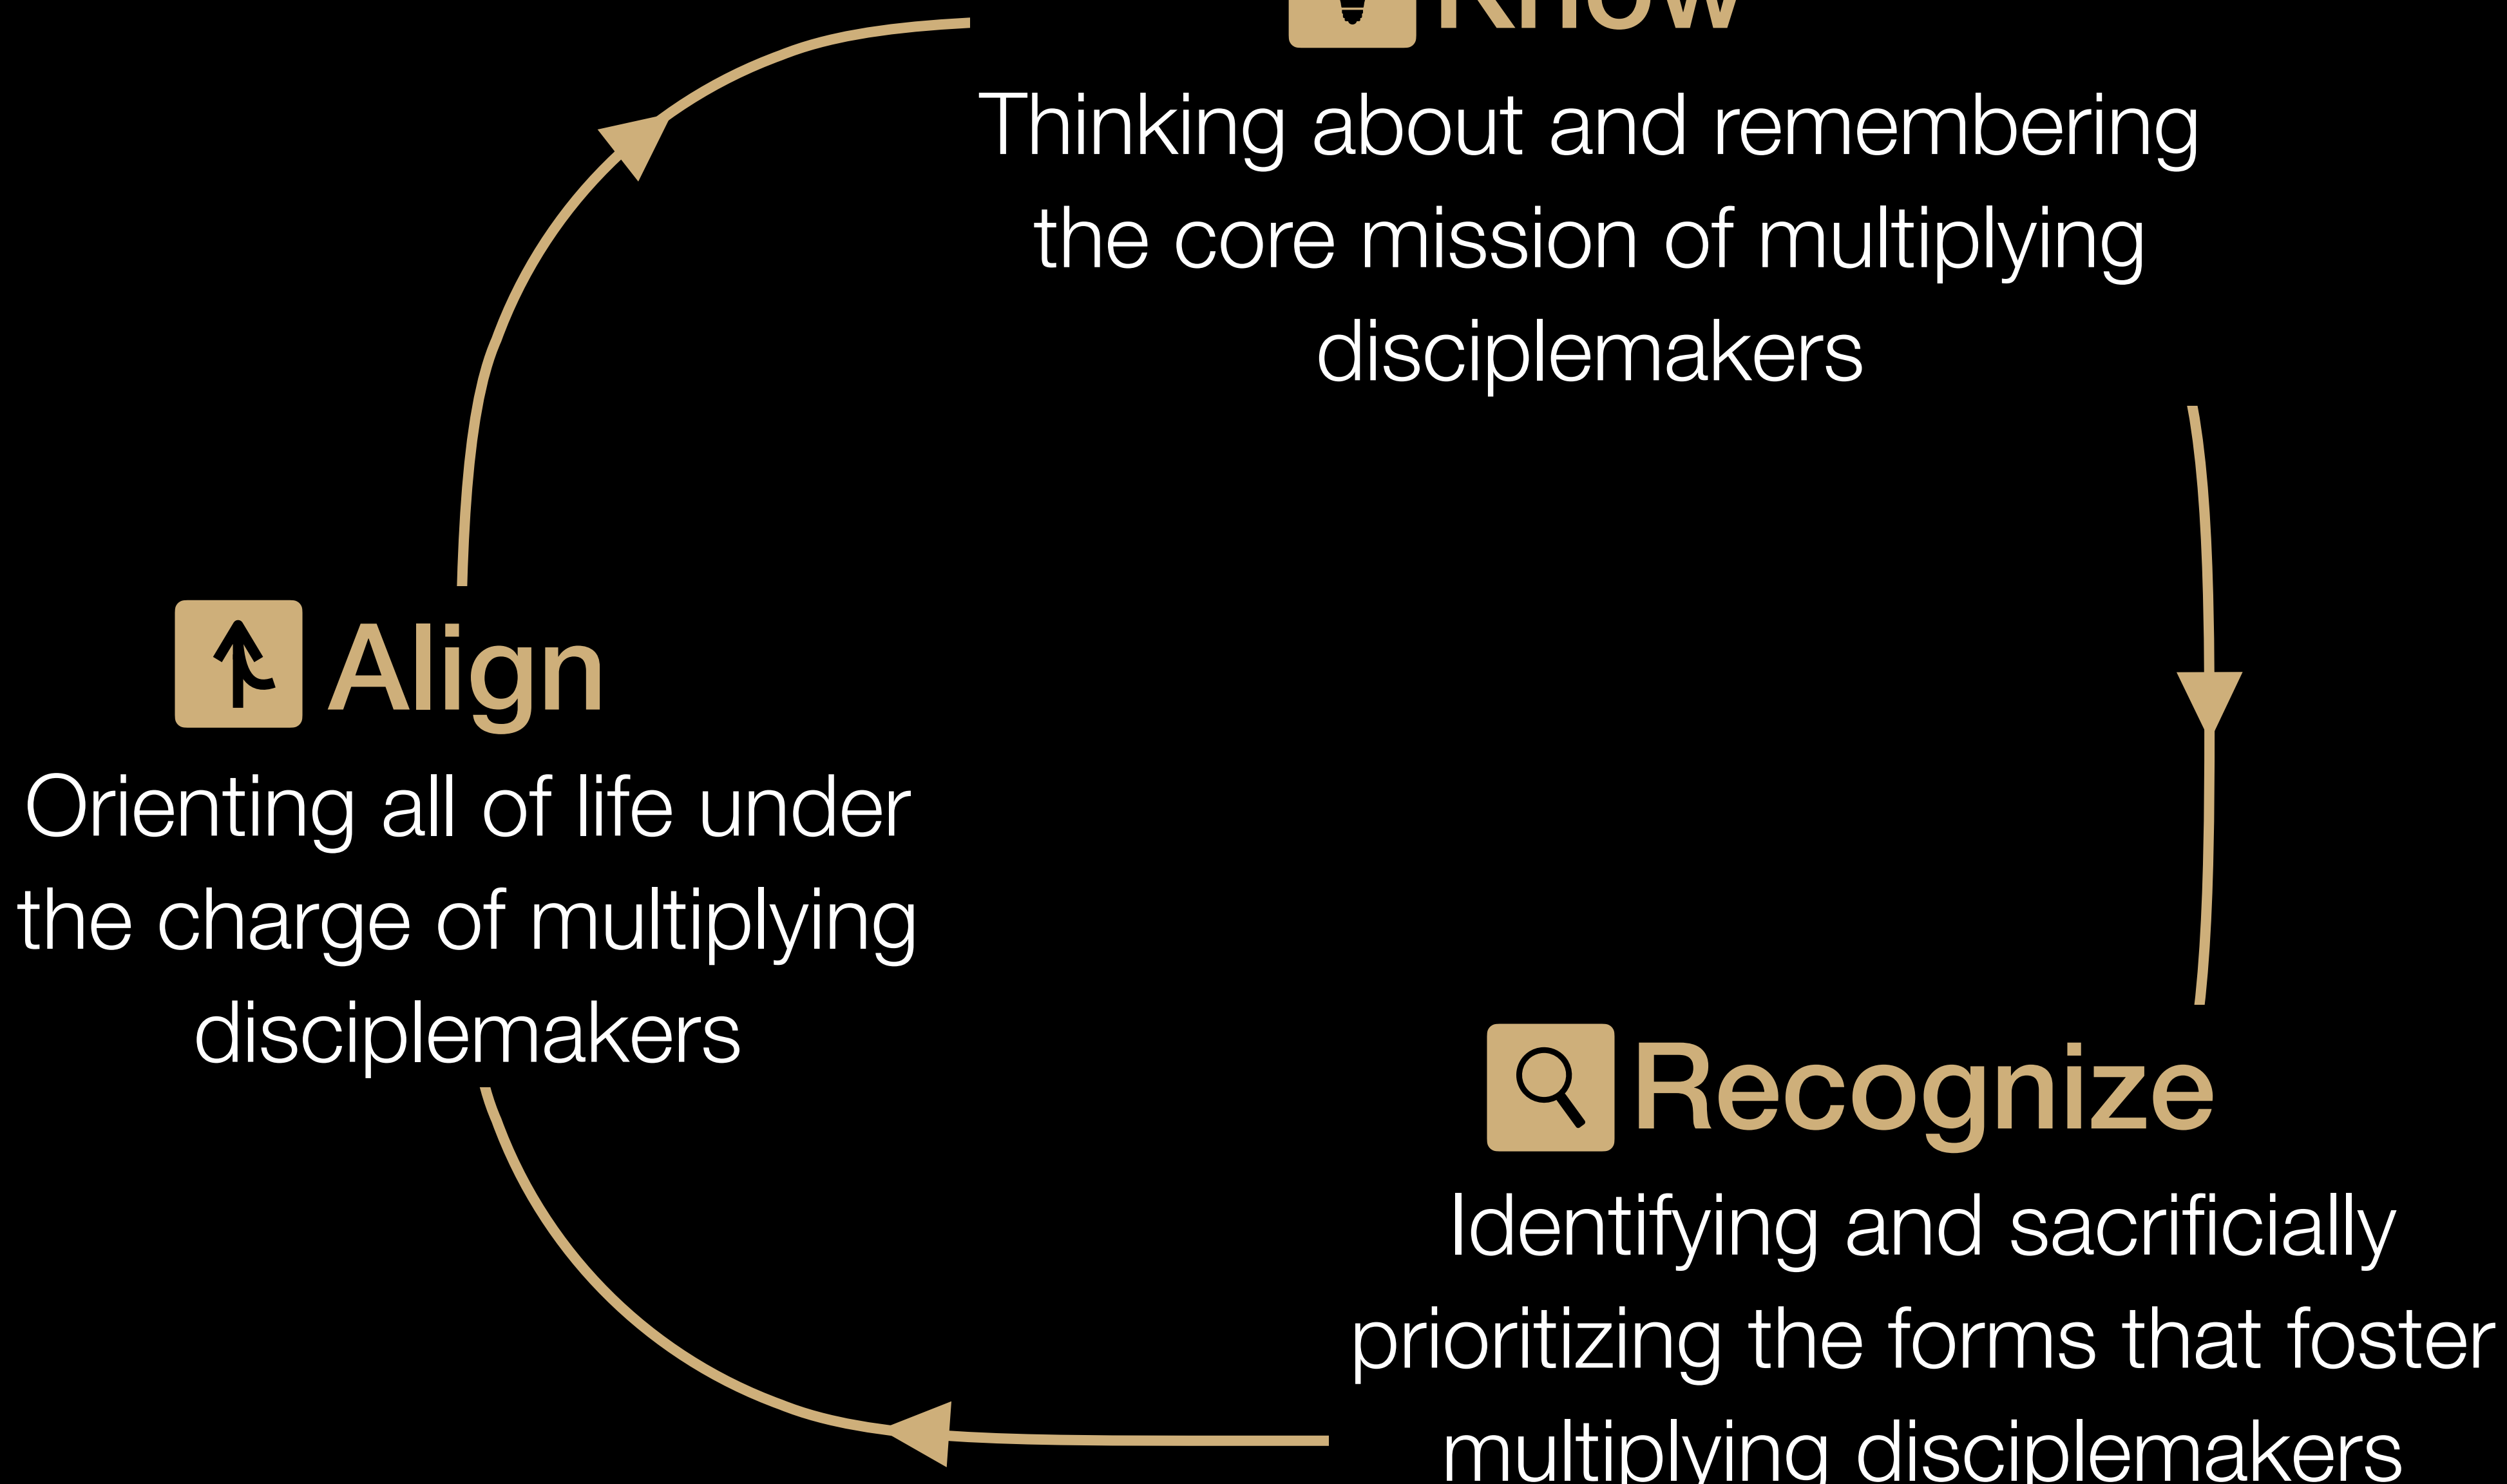 Know
Thinking about and remembering
the core mission of multiplying
disciplemakers
Align
Orienting all of life under
the charge of multiplying
disciplemakers
Recognize
Identifying and sacrificially
prioritizing the forms that foster
multiplying disciplemakers